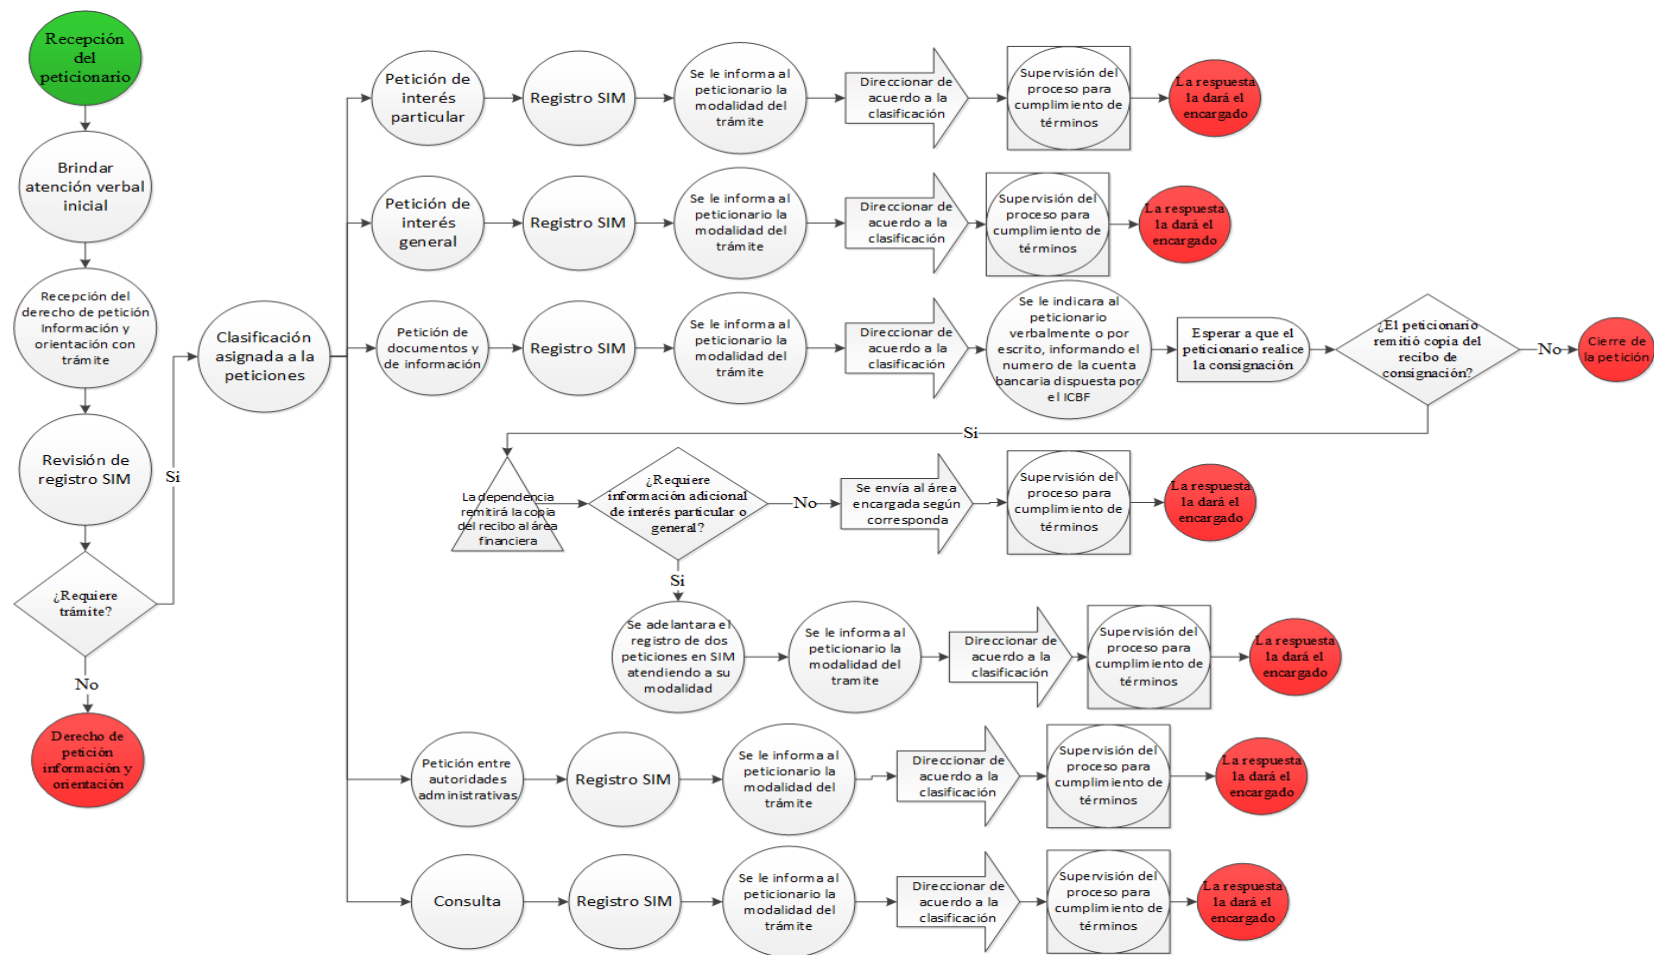 Recepción
del
peticionario
Brindar
atención verbal
inicial
Recepción del
derecho de petición
Información y
orientación con
trámite
Revisión de
registro SIM
¿Requiere
trámite?
Si
No
Derecho de
petición
información y
orientación
Clasificación
asignada a la
peticiones
Petición de
interés
particular
Registro SIM
Se le informa al
peticionario la
modalidad del
trámite
Direccionar de
acuerdo a la
clasificación
Supervisión del
proceso para
cumplimiento de
términos
La respuesta
la dará el
encargado
Petición de
interés
general
Registro SIM
Se le informa al
peticionario la
modalidad del
trámite
Direccionar de
acuerdo a la
clasificación
Supervisión del
proceso para
cumplimiento de
términos
La respuesta
la dará el
encargado
Petición de
documentos y
de información
Registro SIM
Se le informa al
peticionario la
modalidad del
trámite
Direccionar de
acuerdo a la
clasificación
Se le indicara al
peticionario
verbalmente o por
escrito, informando el
numero de la cuenta
bancaria dispuesta por
el ICBF
Esperar a que el
peticionario realice
la consignación
¿El peticionario
remitió copia del
recibo de
consignación?
No
Cierre de
la petición
Si
La dependencia
remitirá la copia
del recibo al área
financiera
¿Requiere
información adicional
de interés particular o
general?
No
Se envía al área
encargada según
corresponda
Supervisión del
proceso para
cumplimiento de
términos
La respuesta
la dará el
encargado
Si
Se adelantara el
registro de dos
peticiones en SIM
atendiendo a su
modalidad
Se le informa al
peticionario la
modalidad del
tramite
Direccionar de
acuerdo a la
clasificación
Supervisión del
proceso para
cumplimiento de
términos
La respuesta
la dará el
encargado
Petición entre
autoridades
administrativas
Registro SIM
Se le informa al
peticionario la
modalidad del
trámite
Direccionar de
acuerdo a la
clasificación
Supervisión del
proceso para
cumplimiento de
términos
La respuesta
la dará el
encargado
Consulta
Registro SIM
Se le informa al
peticionario la
modalidad del
trámite
Direccionar de
acuerdo a la
clasificación
Supervisión del
proceso para
cumplimiento de
términos
La respuesta
la dará el
encargado